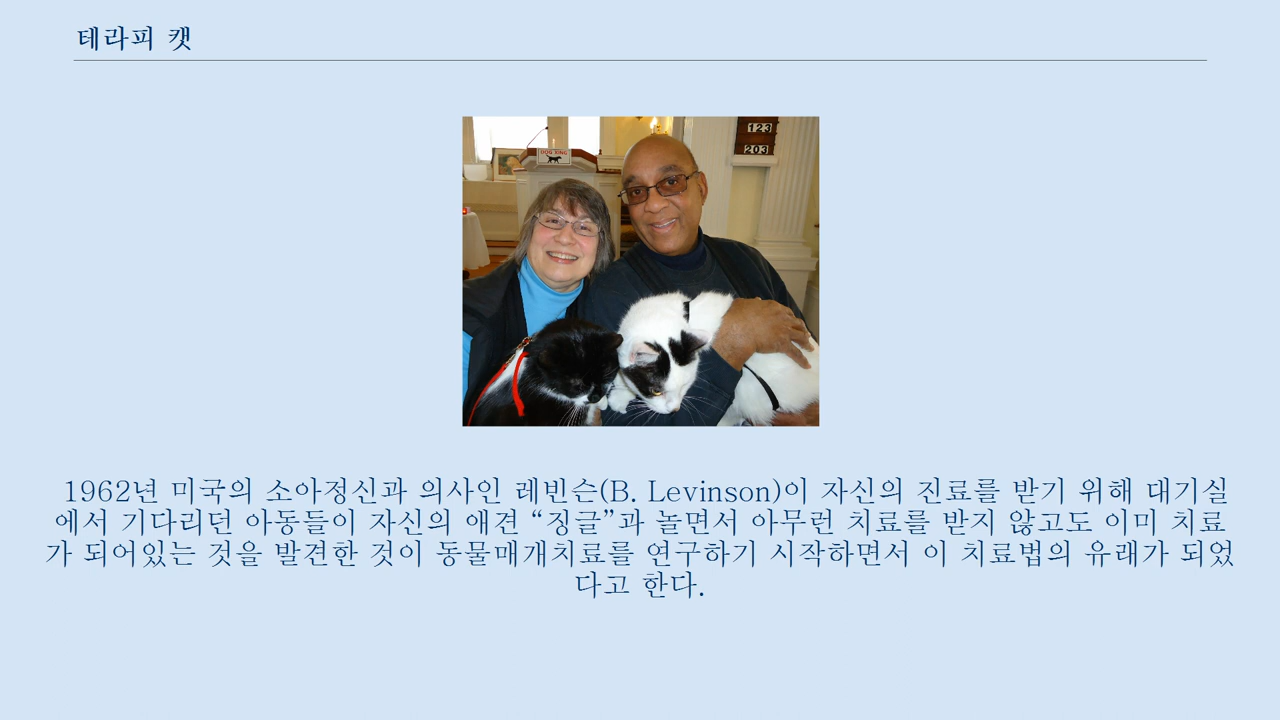 테라피 캣
DOG XING
123
203
1962년 미국의 소아정신과 의사인 레빈슨(B. Levinson)이 자신의 진료를 받기 위해 대기실
에서 기다리던 아동들이 자신의 애견 “징글”과 놀면서 아무런 치료를 받지 않고도 이미 치료
가 되어있는 것을 발견한 것이 동물매개치료를 연구하기 시작하면서 이 치료법의 유래가 되었
다고 한다.